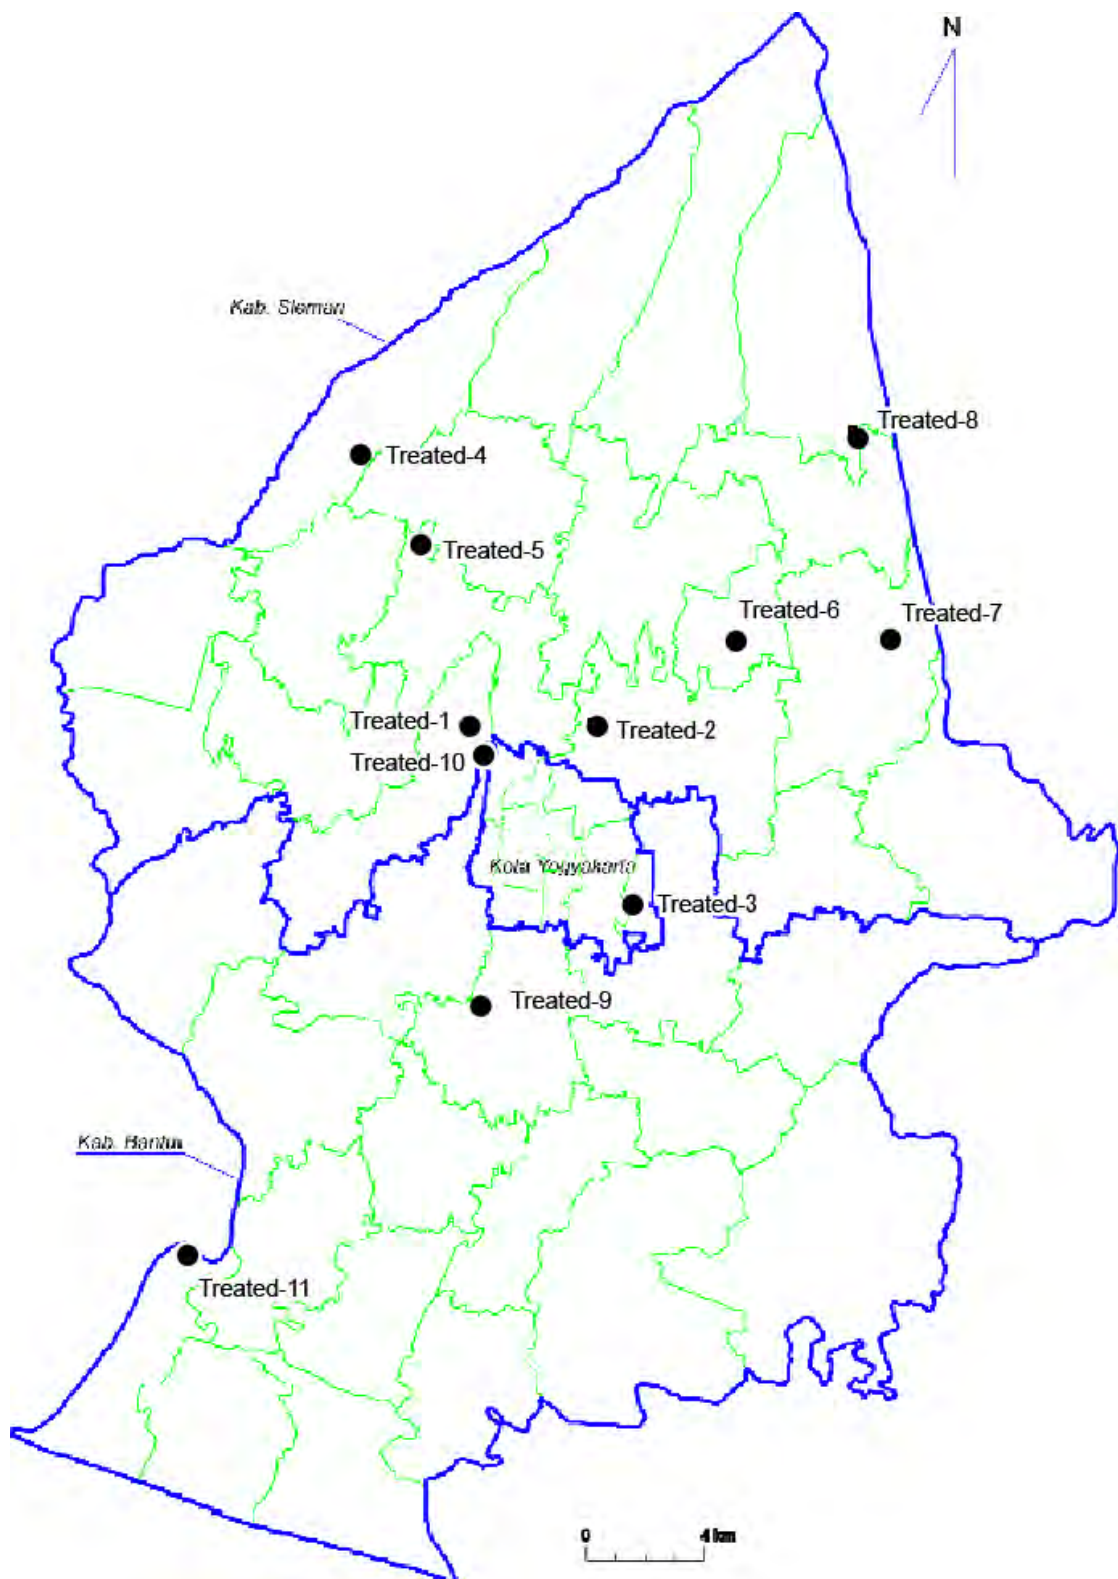 N
Kab. Sleman
Treated-8
Treated-4
Treated-5
Treated-6
Treated-7
Treated-1
Treated-2
Treated-10
Kota Yogyakarta
Treated-3
Treated-9
Kab. Bantul
Treated-11
0 4 km